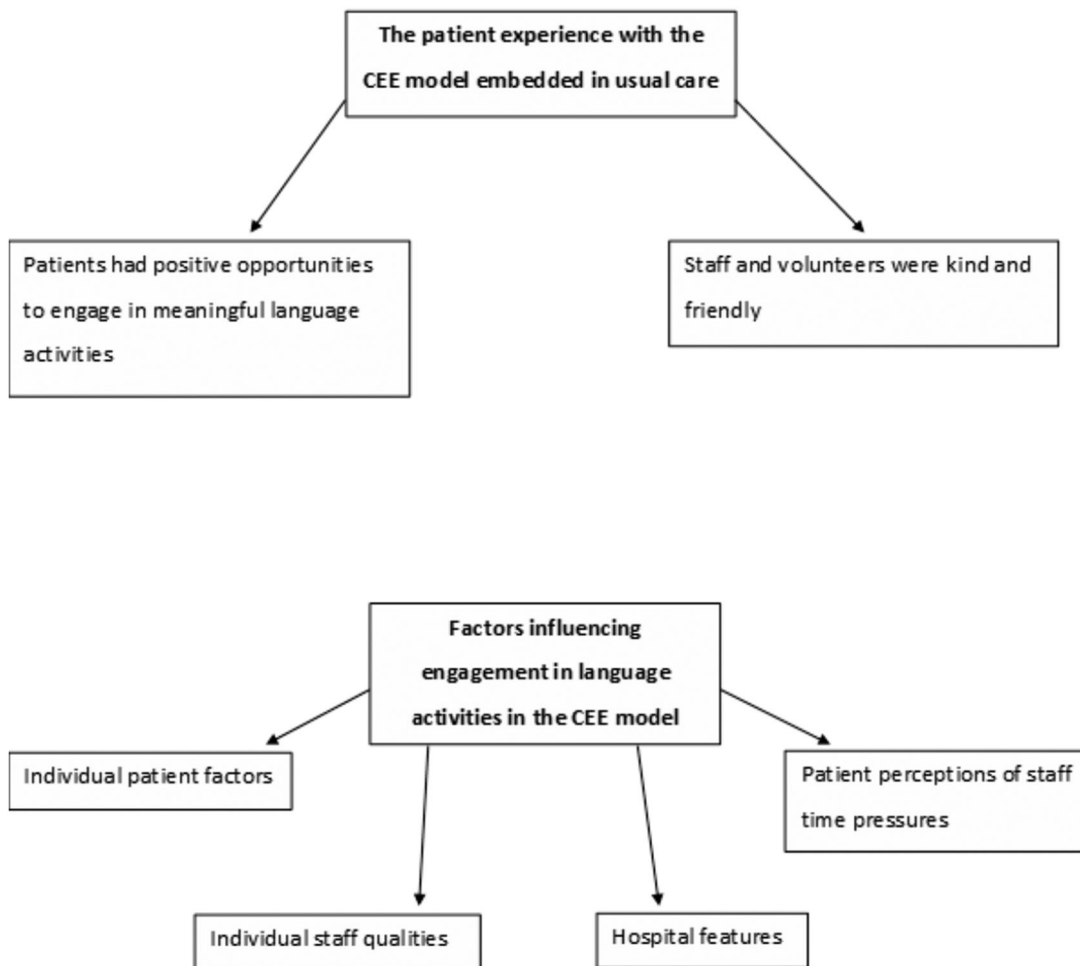 The patient experience with the
CEE model embedded in usual care
Patients had positive opportunities
to engage in meaningful language
activities
Staff and volunteers were kind and
friendly
Factors influencing
engagement in language
activities in the CEE model
Individual patient factors
Patient perceptions of staff
time pressures
Individual staff qualities
Hospital features